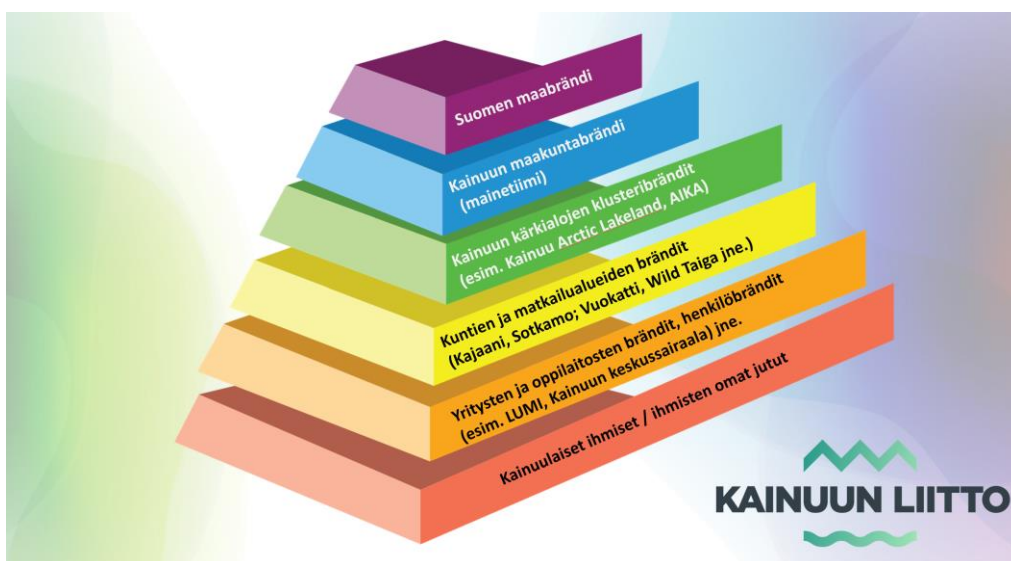 Suomen maabrändi
Kainuun maakuntabrändi
(mainetiimi)
Kainuun kärkialojen klusteribrändit
(esim. Kainuu Arctic Lakeland, AIKA)
Kuntien ja matkailualueiden brändit
(Kajaani, Sotkamo; Vuokatti, Wild Taiga jne.)
Yritysten ja oppilaitosten brändit, henkilöbrändit
(esim. LUMI, Kainuun keskussairaala) jne.
Kainuulaiset ihmiset / ihmisten omat jutut
KAINUUN LIITTO